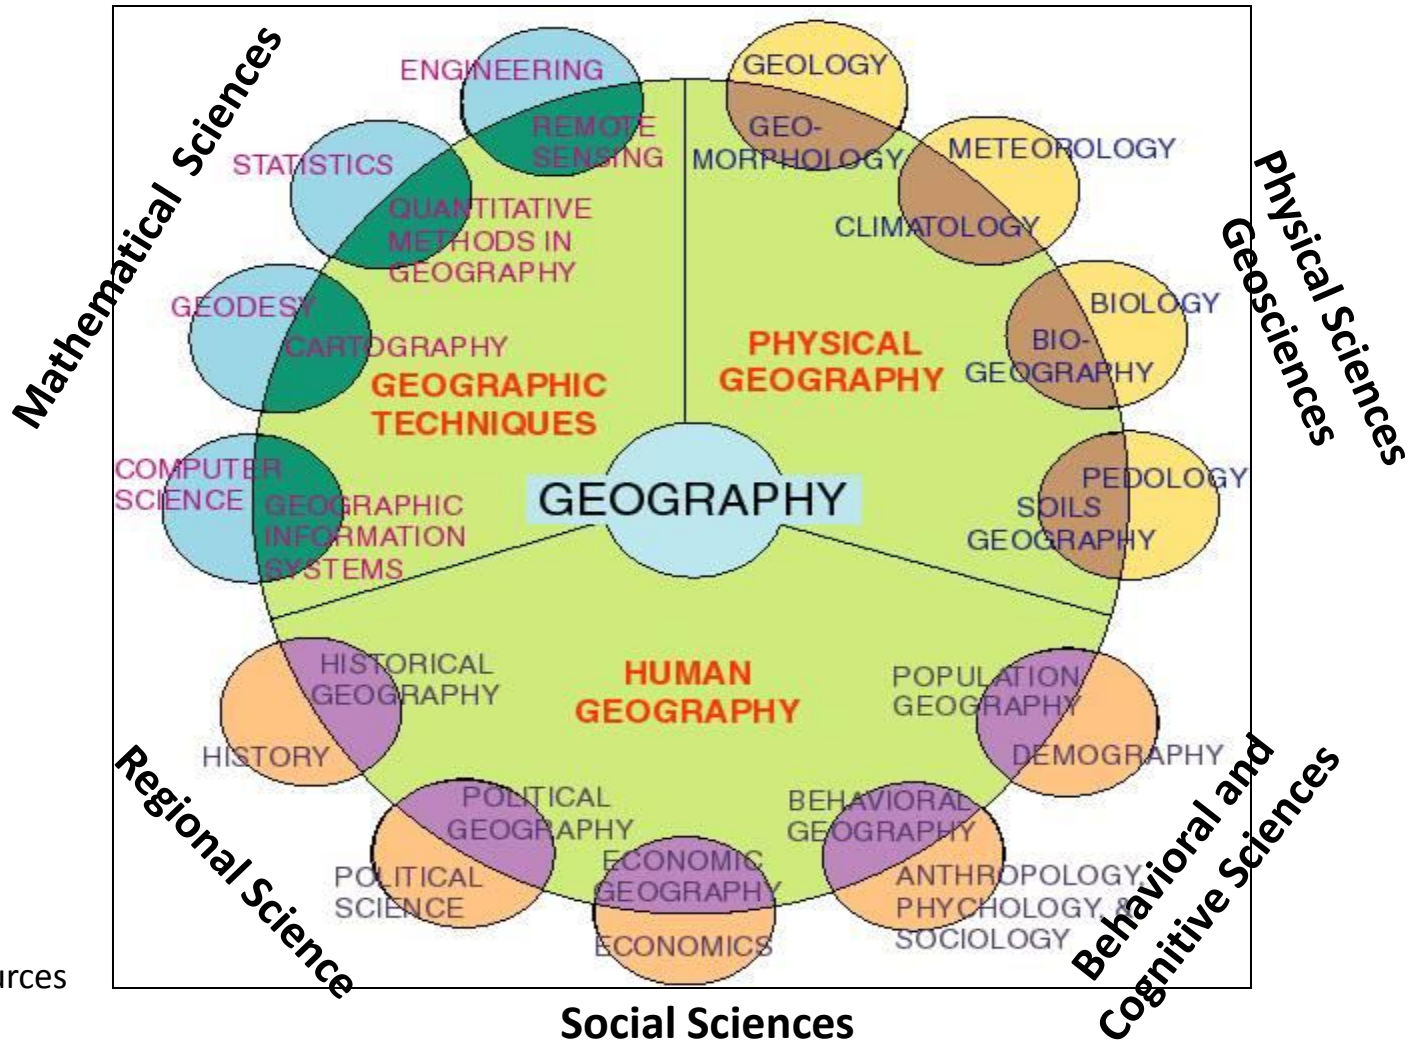 Mathematical Sciences
ENGINEERING
REMOTE
SENSING
STATISTICS
QUANTITATIVE
METHODS IN
GEOGRAPHY
GEODESY
CARTOGRAPHY
GEOGRAPHIC
TECHNIQUES
COMPUTER
SCIENCE
GEOGRAPHIC
INFORMATION
SYSTEMS
GEOLOGY
GEO-
MORPHOLOGY
METEOROLOGY
CLIMATOLOGY
BIOLOGY
BIO-
GEOGRAPHY
PHYSICAL
GEOGRAPHY
PEDOLOGY
SOILS
GEOGRAPHY
Physical Sciences
Geosciences
GEOGRAPHY
HUMAN
GEOGRAPHY
HISTORICAL
GEOGRAPHY
HISTORY
POLITICAL
GEOGRAPHY
POLITICAL
SCIENCE
ECONOMIC
GEOGRAPHY
ECONOMICS
BEHAVIORAL
GEOGRAPHY
ANTHROPOLOGY,
PHYCHOLOGY, &
SOCIOLOGY
POPULATION
GEOGRAPHY
DEMOGRAPHY
Regional Science
Behavioral and
Cognitive Sciences
urces
Social Sciences